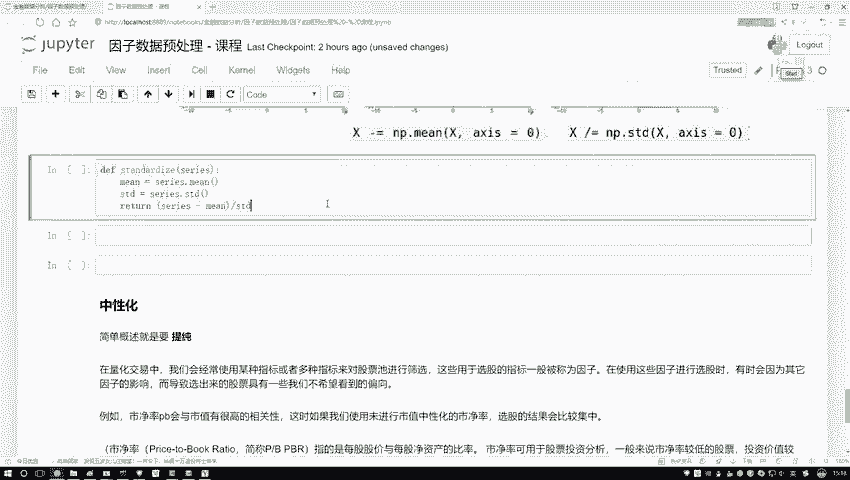 http://localhost:8889/notebooks/
jupyter 因子数据预处理 - 课程 Last Checkpoint: 2 hours ago (unsaved changes)
Logout
File Edit View Insert Cell Kernel Widgets Help
Trusted
3
Start
Code
X -= np.mean(X, axis = 0) X /= np.std(X, axis = 0)
In [ ]: def standardize(series):
mean = series.mean()
std = series.std()
return (series - mean)/std
In [ ]:
In [ ]:
中性化
简单概述就是要 提纯
在量化交易中，我们会经常使用某种指标或者多种指标来对股票池进行筛选，这些用于选股的指标一般被称为因子。在使用这些因子进行选股时，有时会因为其它
因子的影响，而导致选出来的股票具有一些我们不希望看到的偏向。
例如，市净率pb会与市值有很高的相关性，这时如果我们使用未进行市值中性化的市净率，选股的结果会比较集中。
（市净率（Price-to-Book Ratio，简称P/B PBR）指的是每股股价与每股净资产的比率。 市净率可用于股票投资分析，一般来说市净率较低的股票，投资价值较